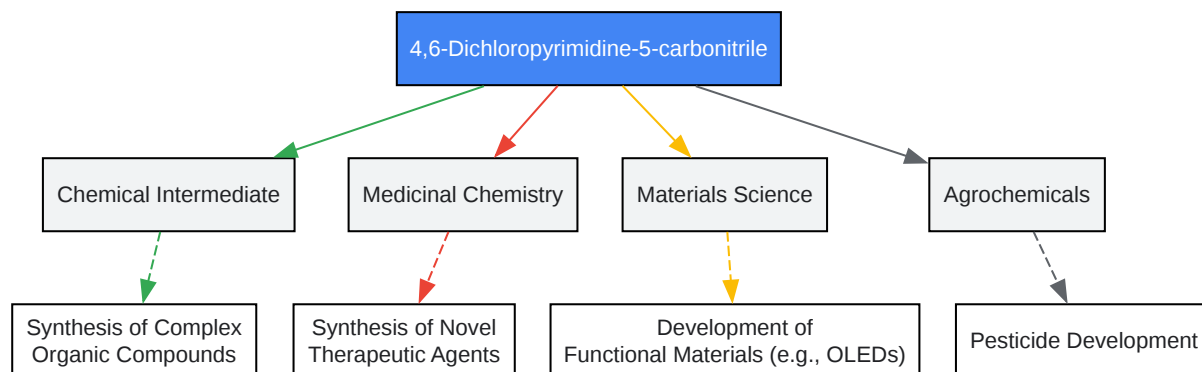 4,6-Dichloropyrimidine-5-carbonitrile
Chemical Intermediate
Medicinal Chemistry
Materials Science
Agrochemicals
Synthesis of Complex
Organic Compounds
Synthesis of Novel
Therapeutic Agents
Development of
Functional Materials (e.g., OLEDs)
Pesticide Development